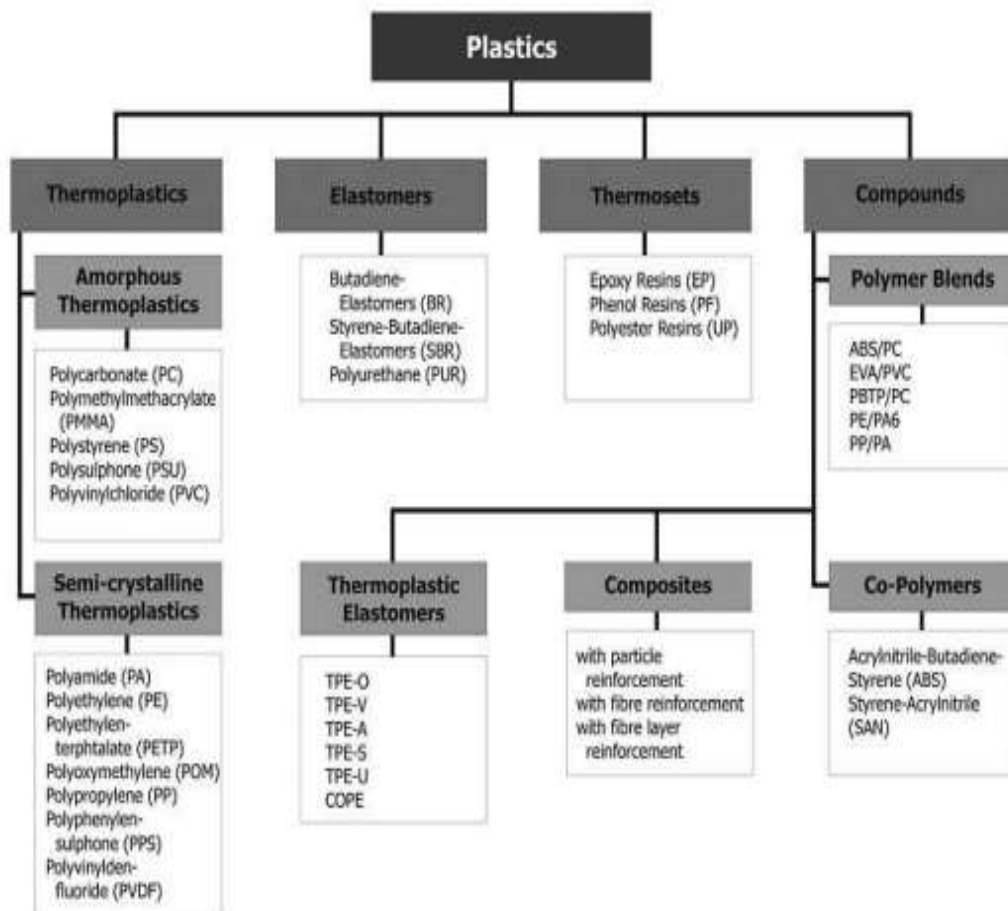 Plastics
Thermoplastics
Elastomers
Thermosets
Compounds
Amorphous
Thermoplastics
Polycarbonate (PC)
Polymethylmethacrylate
(PMMA)
Polystyrene (PS)
Polysulphone (PSU)
Polyvinylchloride (PVC)
Semi-crystalline
Thermoplastics
Polyamide (PA)
Polyethylene (PE)
Polyethylen-
terphtalate (PETP)
Polyoxymethylene (POM)
Polypropylene (PP)
Polyphenylen-
sulphone (PPS)
Polyvinylden-
fluoride (PVDF)
Butadiene-
Elastomers (BR)
Styrene-Butadiene-
Elastomers (SBR)
Polyurethane (PUR)
Epoxy Resins (EP)
Phenol Resins (PF)
Polyester Resins (UP)
Polymer Blends
ABS/PC
EVA/PVC
PBTP/PC
PE/PA6
PP/PA
Thermoplastic
Elastomers
TPE-O
TPE-V
TPE-A
TPE-S
TPE-U
COPE
Composites
with particle
reinforcement
with fibre reinforcement
with fibre layer
reinforcement
Co-Polymers
Acrylnitrile-Butadiene-
Styrene (ABS)
Styrene-Acrylnitrile
(SAN)